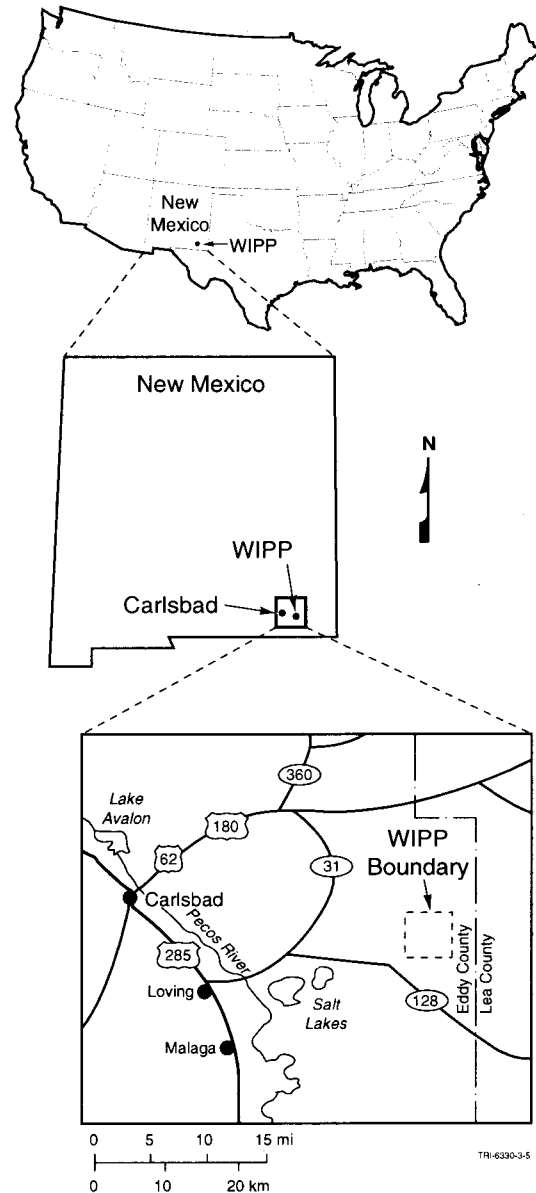 New
Mexico
WIPP
New Mexico
N
WIPP
Carlsbad
360
Lake
Avalon
180
62
31
WIPP
Boundary
Carlsbad
Pecos River
285
Eddy County
Lea County
Loving
Salt
Lakes
128
Malaga
0 5 10 15 mi
0 10 20 km
TRI-6330-3-5